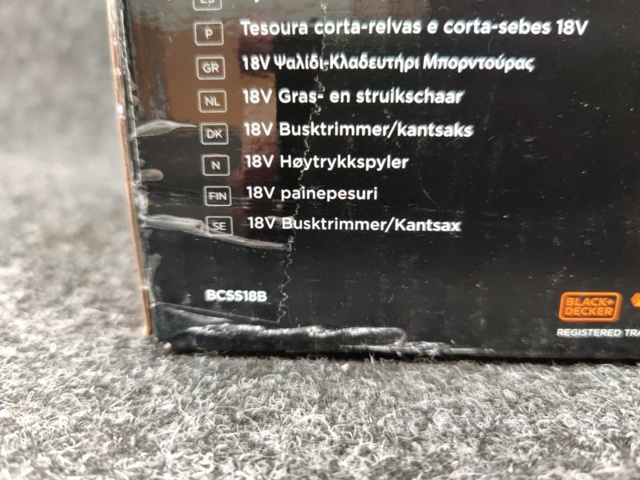 P Tesoura corta-relvas e corta-sebes 18V
GR 18V Ψαλίδι-Κλαδευτήρι Μπορντούρας
NL 18V Gras- en struikschaar
DK 18V Busktrimmer/kantsaks
N 18V Høytrykkspyler
FIN 18V painepesuri
SE 18V Busktrimmer/Kantsax
BCSS18B
BLACK+
DECKER
REGISTERED